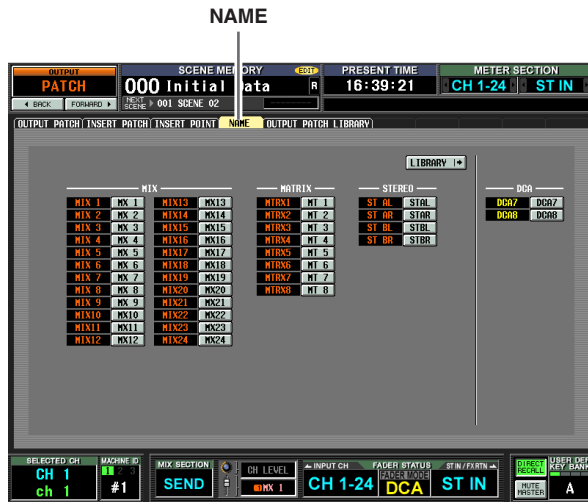 NAME
OUTPUT SCENE MEMORY EDIT PRESENT TIME METER SECTION
PATCH 000 Initial Data R 16:39:21 CH 1-24 ST IN
BACK FORWARD NEXT SCENE 001 SCENE 02
OUTPUT PATCH INSERT PATCH INSERT POINT NAME OUTPUT PATCH LIBRARY
LIBRARY
MIX MATRIX STEREO DCA
MIX 1 MX 1 MIX13 MX13 MTRX1 MT 1 ST AL STAL DCA7 DCA7
MIX 2 MX 2 MIX14 MX14 MTRX2 MT 2 ST AR STAR DCA8 DCA8
MIX 3 MX 3 MIX15 MX15 MTRX3 MT 3 ST BL STBL
MIX 4 MX 4 MIX16 MX16 MTRX4 MT 4 ST BR STBR
MIX 5 MX 5 MIX17 MX17 MTRX5 MT 5
MIX 6 MX 6 MIX18 MX18 MTRX6 MT 6
MIX 7 MX 7 MIX19 MX19 MTRX7 MT 7
MIX 8 MX 8 MIX20 MX20 MTRX8 MT 8
MIX 9 MX 9 MIX21 MX21
MIX10 MX10 MIX22 MX22
MIX11 MX11 MIX23 MX23
MIX12 MX12 MIX24 MX24
SELECTED CH MACHINE ID MIX SECTION CH LEVEL INPUT CH FADER STATUS ST IN / FXRTN DIRECT RECALL USER DEF KEY BANK
CH 1 1 2 3 SEND MX 1 CH 1-24 FADER MODE DCA ST IN
ch 1 #1 MUTE MASTER A